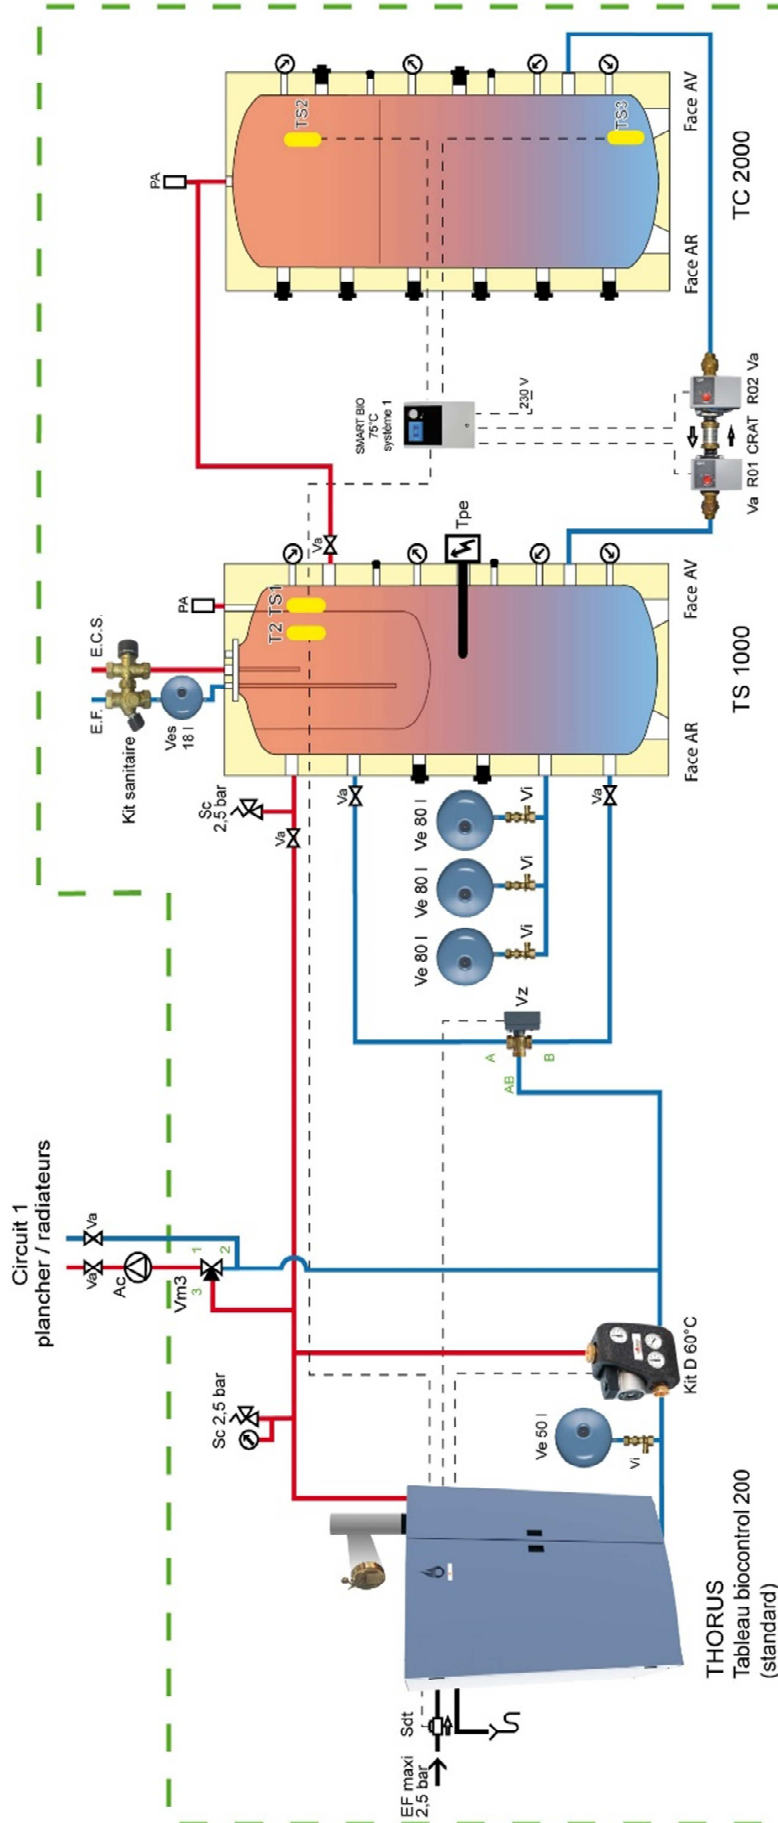 PA
TS2
TS3
Face AV
Face AR
TC 2000
SMART BIO
75°C
système 1
230 V
Va R01 CRAT R02 Va
Va
Tpe
PA
T2 TS1
E.C.S.
E.F.
Kit sanitaire
Ves
18 l
Face AV
Face AR
TS 1000
Sc
2,5 bar
Va
Va
Va
Ve 80 l
Ve 80 l
Ve 80 l
Vi
Vi
Vi
Vz
A
B
AB
Circuit 1
plancher / radiateurs
Va
Va
Ac
Vm3
1
2
3
Sc 2,5 bar
Kit D 60°C
Ve 50 l
Vi
THORUS
Tableau biocontrol 200
(standard)
Sdt
EF maxi
2,5 bar